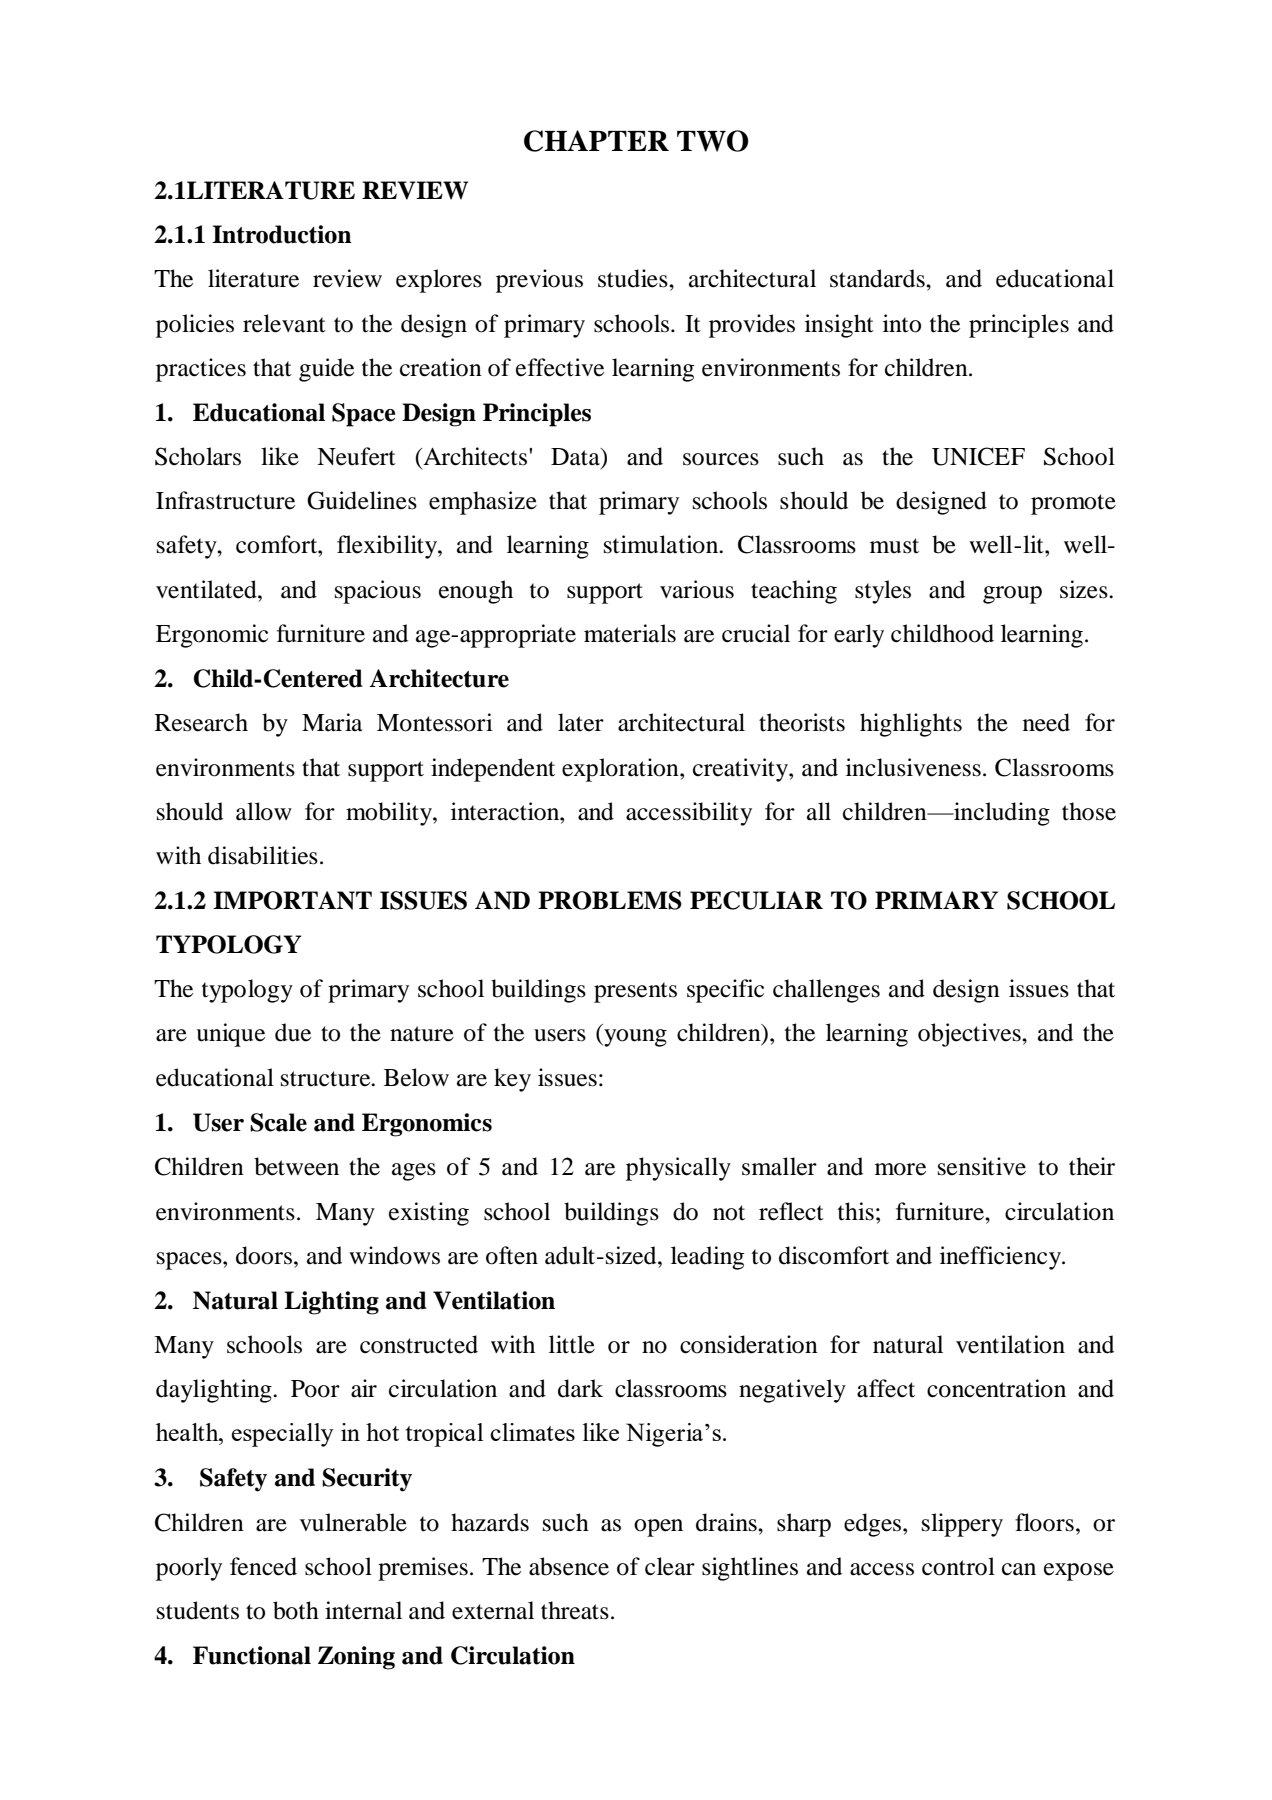 CHAPTER TWO
2.1LITERATURE REVIEW
2.1.1 Introduction
The literature review explores previous studies, architectural standards, and educational
policies relevant to the design of primary schools. It provides insight into the principles and
practices that guide the creation of effective learning environments for children.
1. Educational Space Design Principles
Scholars like Neufert (Architects' Data) and sources such as the UNICEF School
Infrastructure Guidelines emphasize that primary schools should be designed to promote
safety, comfort, flexibility, and learning stimulation. Classrooms must be well-lit, well-
ventilated, and spacious enough to support various teaching styles and group sizes.
Ergonomic furniture and age-appropriate materials are crucial for early childhood learning.
2. Child-Centered Architecture
Research by Maria Montessori and later architectural theorists highlights the need for
environments that support independent exploration, creativity, and inclusiveness. Classrooms
should allow for mobility, interaction, and accessibility for all children—including those
with disabilities.
2.1.2 IMPORTANT ISSUES AND PROBLEMS PECULIAR TO PRIMARY SCHOOL
TYPOLOGY
The typology of primary school buildings presents specific challenges and design issues that
are unique due to the nature of the users (young children), the learning objectives, and the
educational structure. Below are key issues:
1. User Scale and Ergonomics
Children between the ages of 5 and 12 are physically smaller and more sensitive to their
environments. Many existing school buildings do not reflect this; furniture, circulation
spaces, doors, and windows are often adult-sized, leading to discomfort and inefficiency.
2. Natural Lighting and Ventilation
Many schools are constructed with little or no consideration for natural ventilation and
daylighting. Poor air circulation and dark classrooms negatively affect concentration and
health, especially in hot tropical climates like Nigeria’s.
3. Safety and Security
Children are vulnerable to hazards such as open drains, sharp edges, slippery floors, or
poorly fenced school premises. The absence of clear sightlines and access control can expose
students to both internal and external threats.
4. Functional Zoning and Circulation